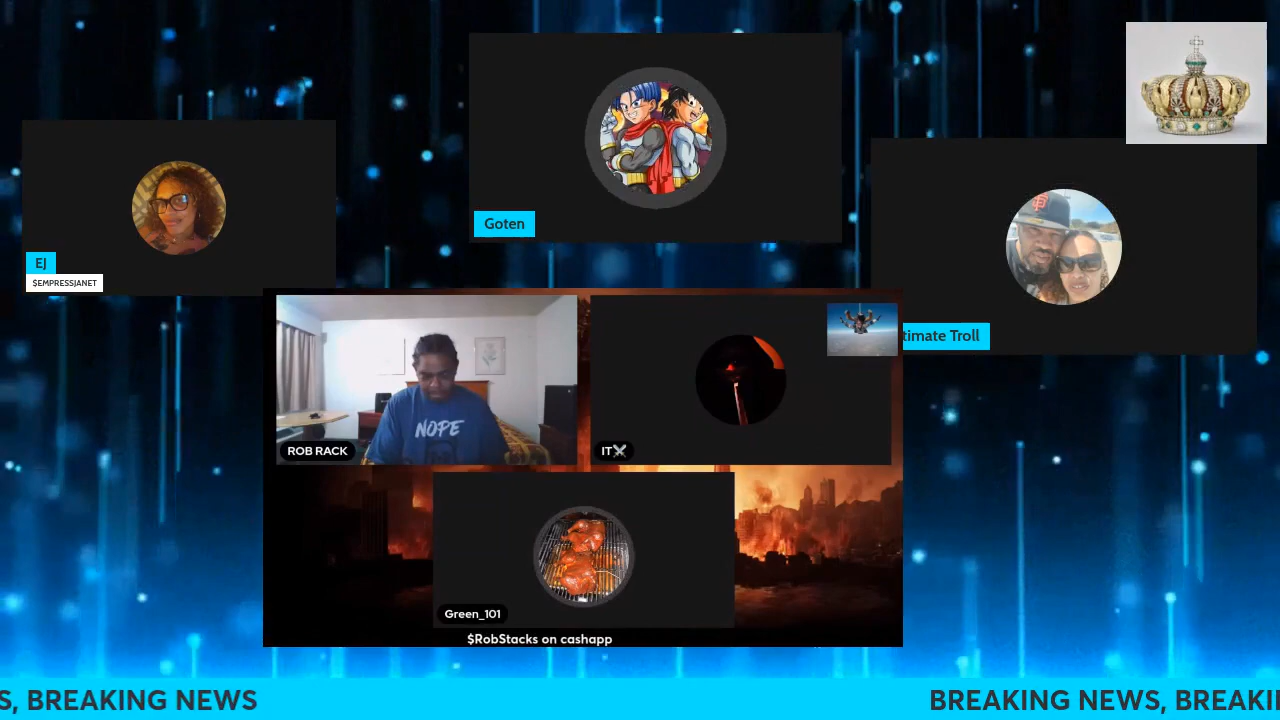 Goten
EJ
$EMPRESSJANET
timate Troll
NOPE
ROB RACK
IT⚔
Green_101
$RobStacks on cashapp
S, BREAKING NEWS
BREAKING NEWS, BREAKI